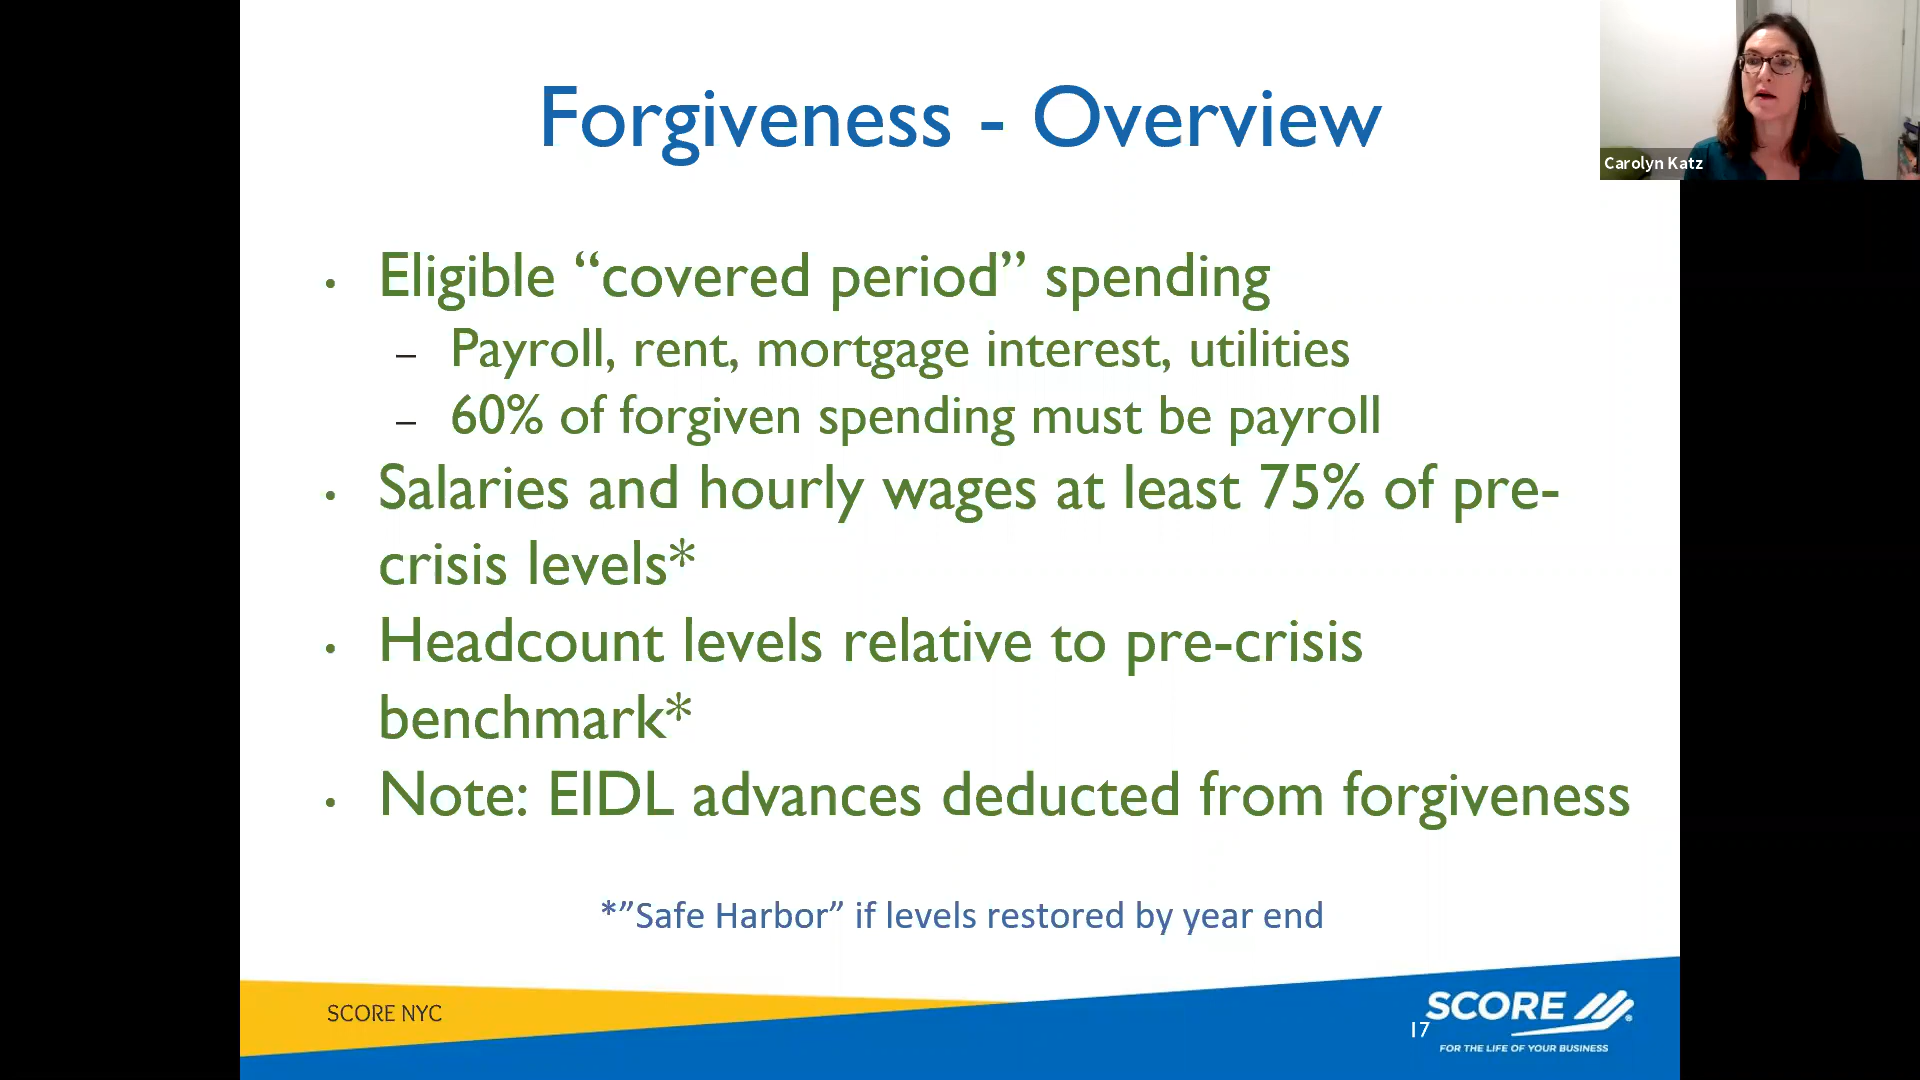 Forgiveness - Overview
Carolyn Katz
• Eligible “covered period” spending
– Payroll, rent, mortgage interest, utilities
– 60% of forgiven spending must be payroll
• Salaries and hourly wages at least 75% of pre-
crisis levels*
• Headcount levels relative to pre-crisis
benchmark*
• Note: EIDL advances deducted from forgiveness
*”Safe Harbor” if levels restored by year end
SCORE NYC
17
SCORE
FOR THE LIFE OF YOUR BUSINESS